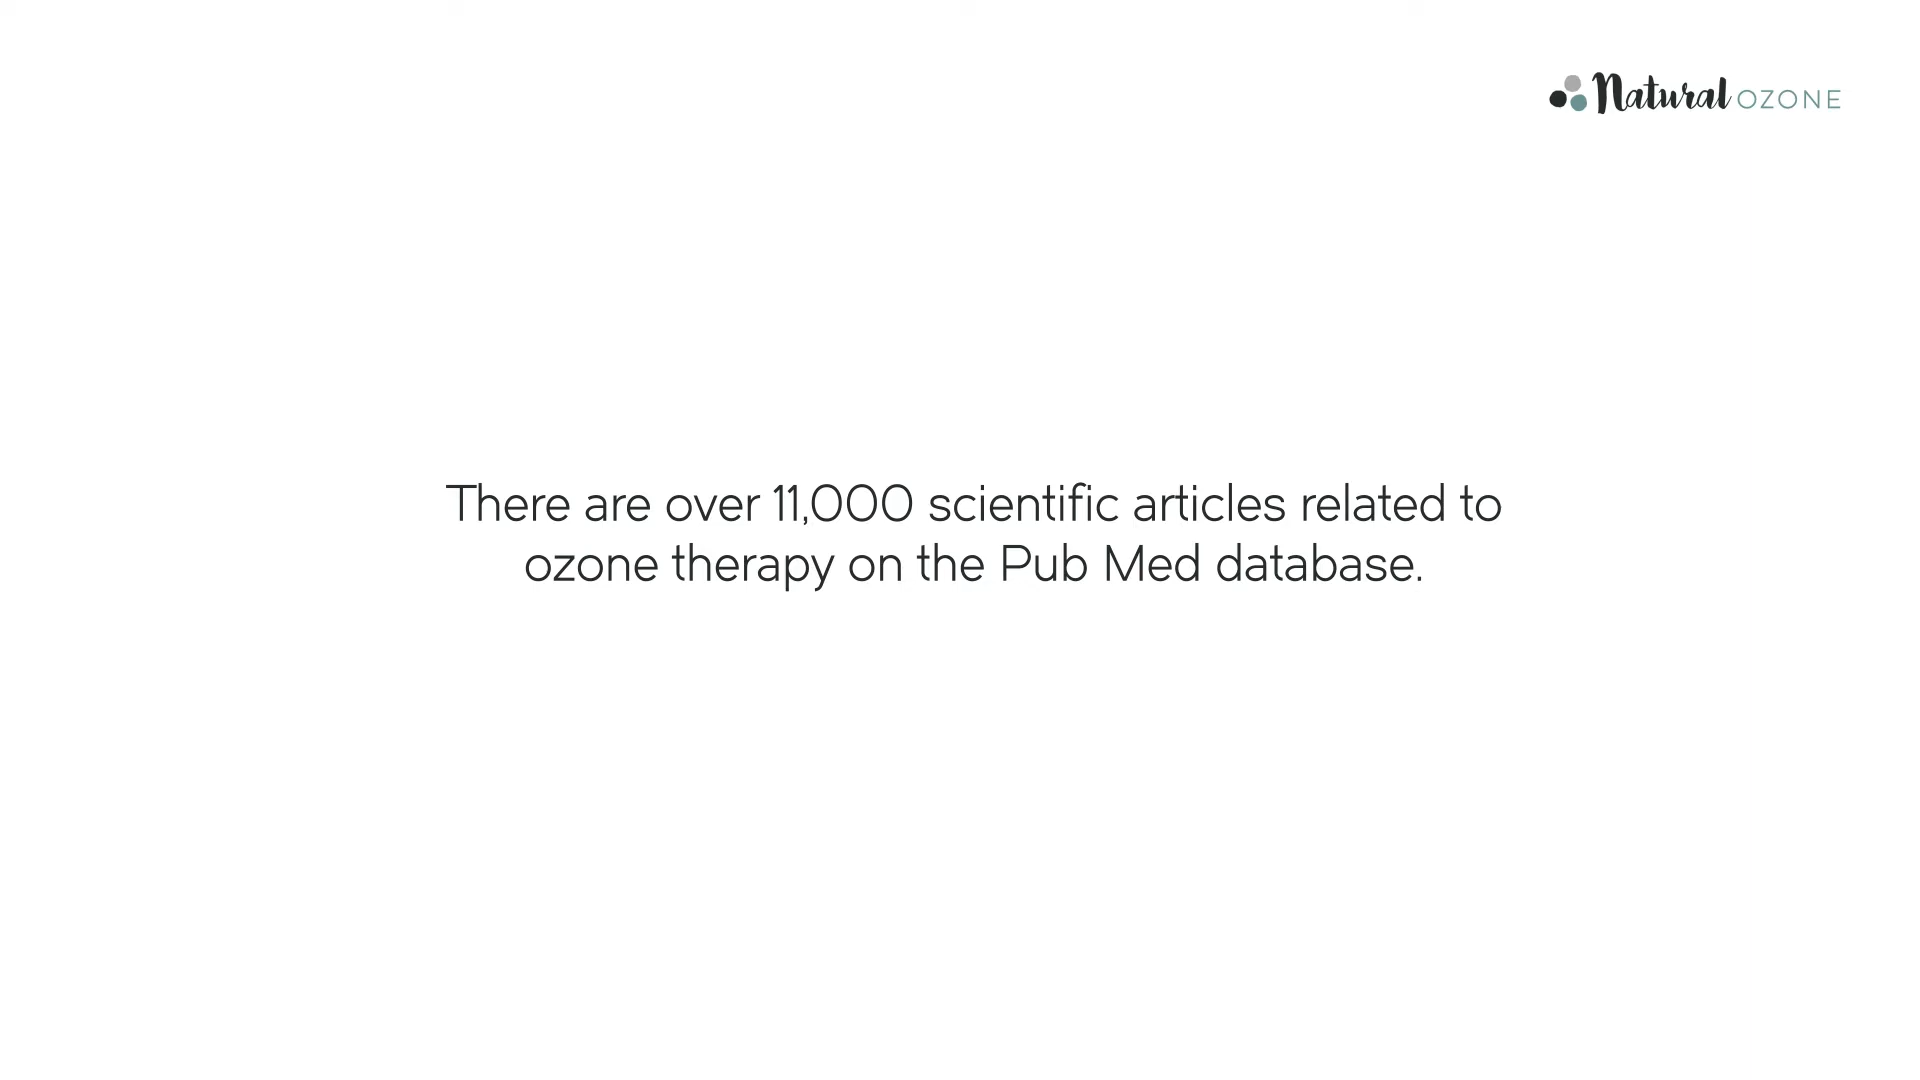 Natural OZONE
There are over 11,000 scientific articles related to
ozone therapy on the Pub Med database.